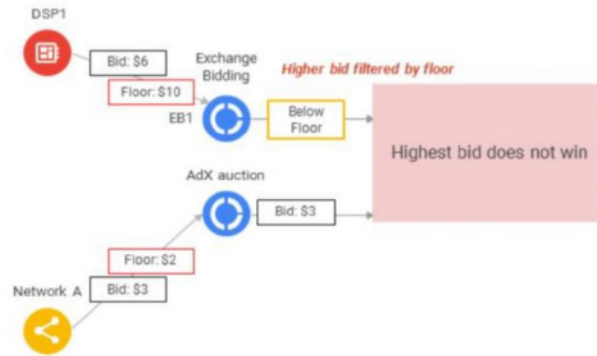 DSP1
Bid: $6
Exchange
Bidding
Higher bid filtered by floor
Floor: $10
EB1
Below
Floor
Highest bid does not win
AdX auction
Bid: $3
Floor: $2
Network A
Bid: $3